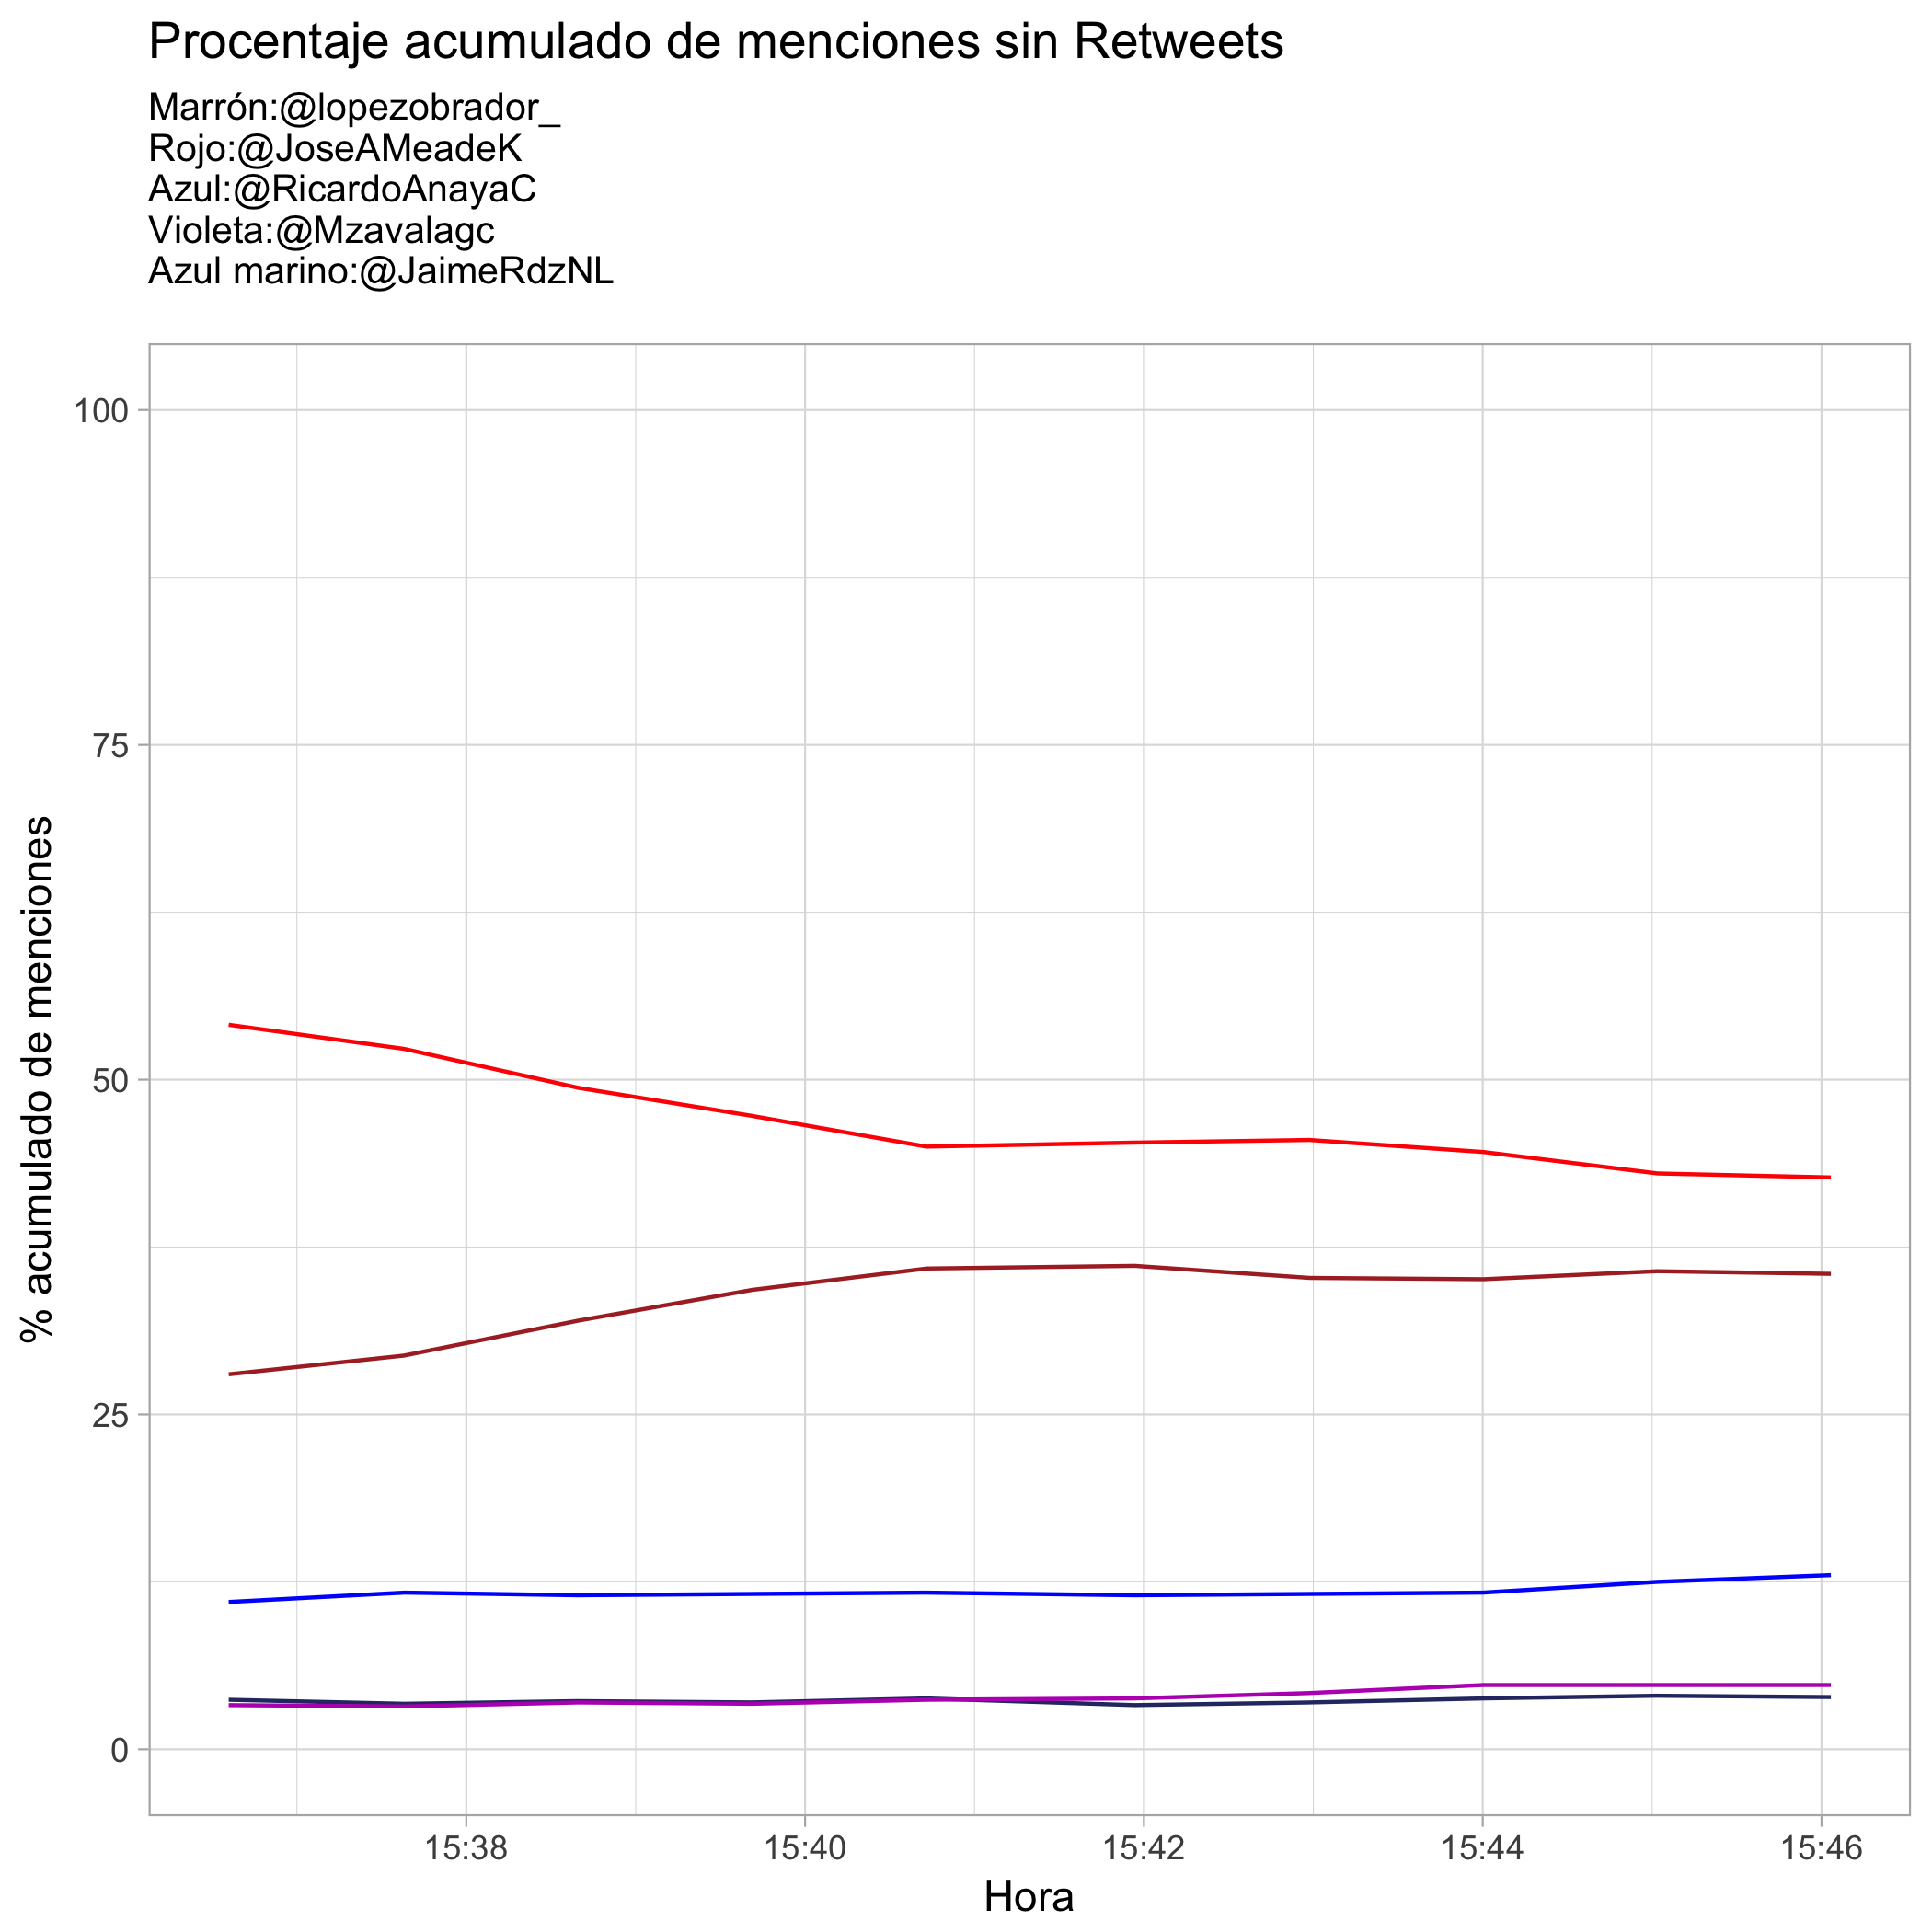 Procentaje acumulado de menciones sin Retweets
Marrón:@lopezobrador_
Rojo:@JoseAMeadeK
Azul:@RicardoAnayaC
Violeta:@Mzavalagc
Azul marino:@JaimeRdzNL
100
75
50
25
0
% acumulado de menciones
15:38
15:40
15:42
15:44
15:46
Hora